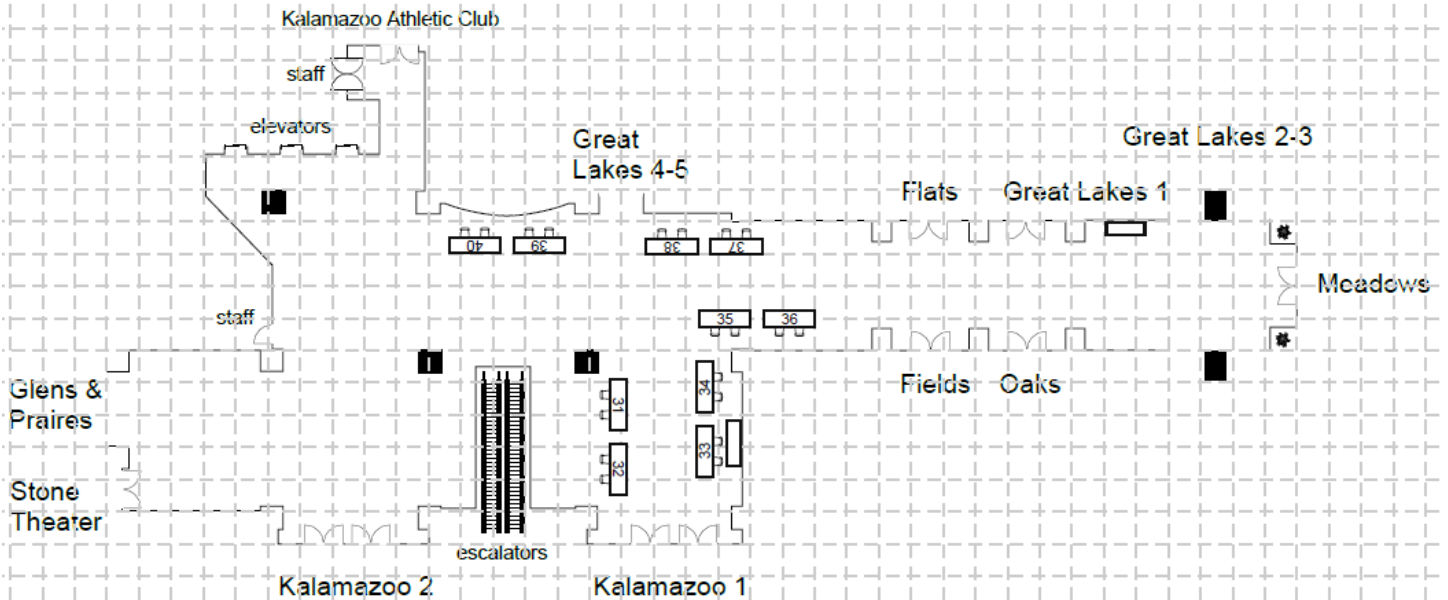 Kalamazoo Athletic Club
staff
elevators
Great
Lakes 4-5
Great Lakes 2-3
Flats
Great Lakes 1
40
39
38
37
Meadows
staff
35
36
Glens &
Praires
Fields
Oaks
31
34
32
33
Stone
Theater
escalators
Kalamazoo 2
Kalamazoo 1